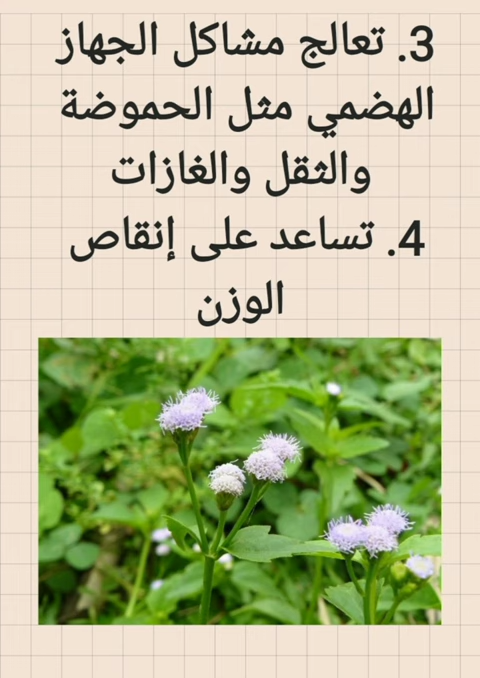 3. تعالج مشاكل الجهاز
الهضمي مثل الحموضة
والثقل والغازات
4. تساعد على إنقاص
الوزن